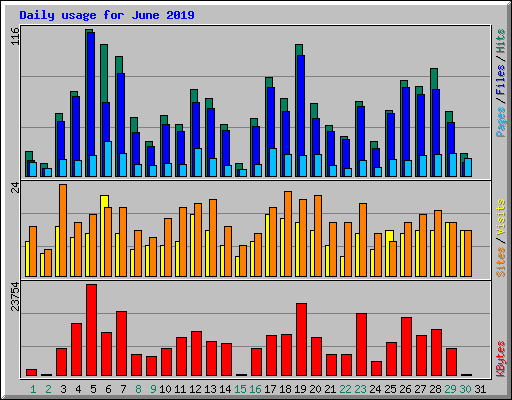 Daily usage for June 2019
116
24
23754
Pages / Files / Hits
Sites / Visits
KBytes
1 2 3 4 5 6 7 8 9 10 11 12 13 14 15 16 17 18 19 20 21 22 23 24 25 26 27 28 29 30 31